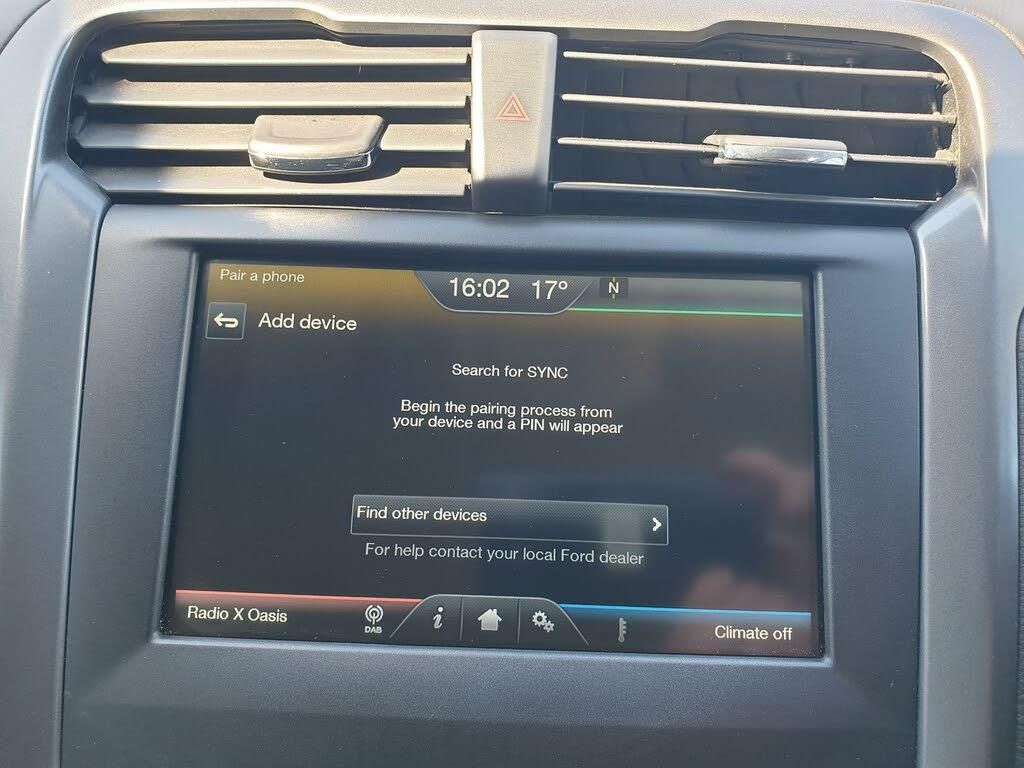 Pair a phone
16:02 17° N
Add device
Search for SYNC
Begin the pairing process from
your device and a PIN will appear
Find other devices
For help contact your local Ford dealer
Radio X Oasis
DAB
i
Climate off